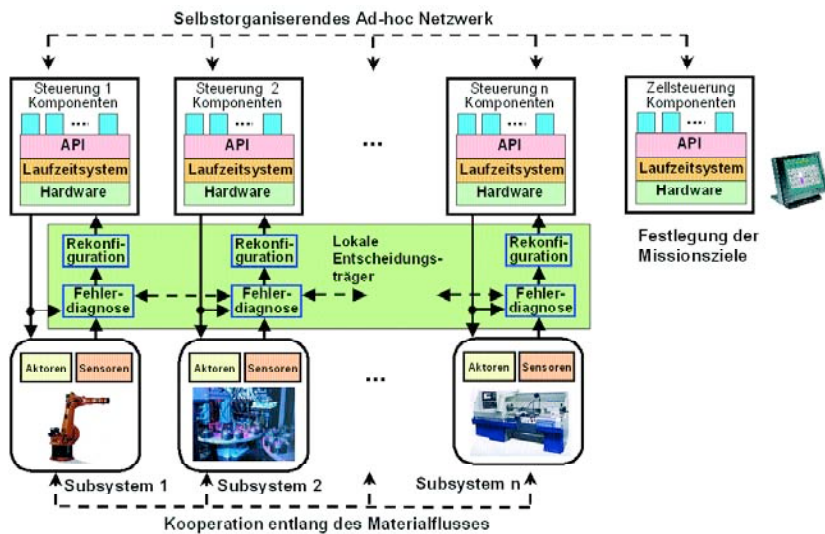 Selbstorganiserendes Ad-hoc Netzwerk
Steuerung 1
Komponenten
....
API
Laufzeitsystem
Hardware
Steuerung 2
Komponenten
....
API
Laufzeitsystem
Hardware
...
Steuerung n
Komponenten
....
API
Laufzeitsystem
Hardware
Zellsteuerung
Komponenten
....
API
Laufzeitsystem
Hardware
Festlegung der
Missionsziele
Rekonfi-
guration
Rekonfi-
guration
Lokale
Entscheidungs-
träger
Rekonfi-
guration
Fehler-
diagnose
Fehler-
diagnose
Fehler-
diagnose
Aktoren
Sensoren
Aktoren
Sensoren
...
Aktoren
Sensoren
Subsystem 1
Subsystem 2
Subsystem n
Kooperation entlang des Materialflusses